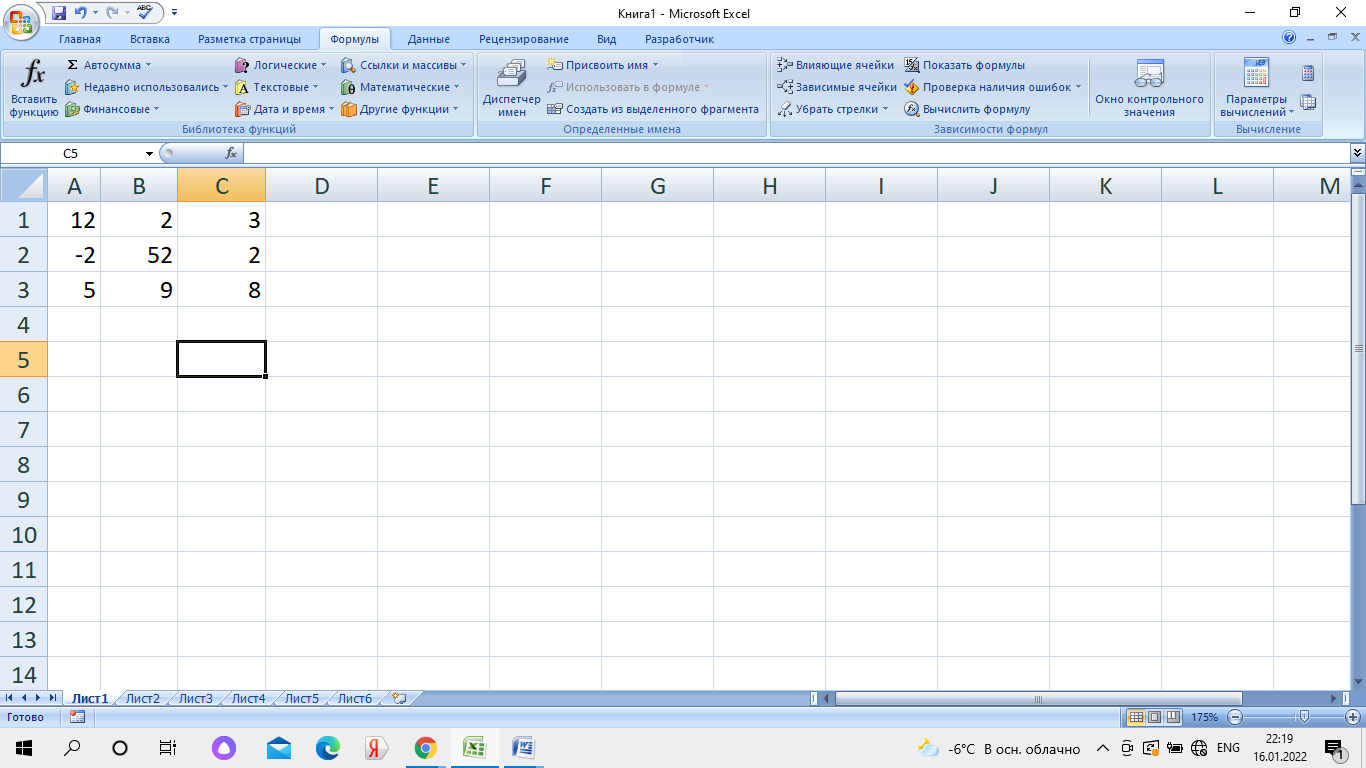 Книга1 - Microsoft Excel
Главная Вставка Разметка страницы Формулы Данные Рецензирование Вид Разработчик
fx Вставить функцию
Σ Автосумма
Недавно использовались
Финансовые
Логические
Текстовые
Дата и время
Ссылки и массивы
Математические
Другие функции
Библиотека функций
Диспетчер имен
Присвоить имя
Использовать в формуле
Создать из выделенного фрагмента
Определенные имена
Влияющие ячейки
Зависимые ячейки
Убрать стрелки
Показать формулы
Проверка наличия ошибок
Вычислить формулу
Окно контрольного значения
Зависимости формул
Параметры вычислений
Вычисление
C5 fx
A B C D E F G H I J K L M
1 12 2 3
2 -2 52 2
3 5 9 8
4
5
6
7
8
9
10
11
12
13
14
Лист1 Лист2 Лист3 Лист4 Лист5 Лист6
Готово 175%
-6°C В осн. облачно ENG 22:19
16.01.2022 1